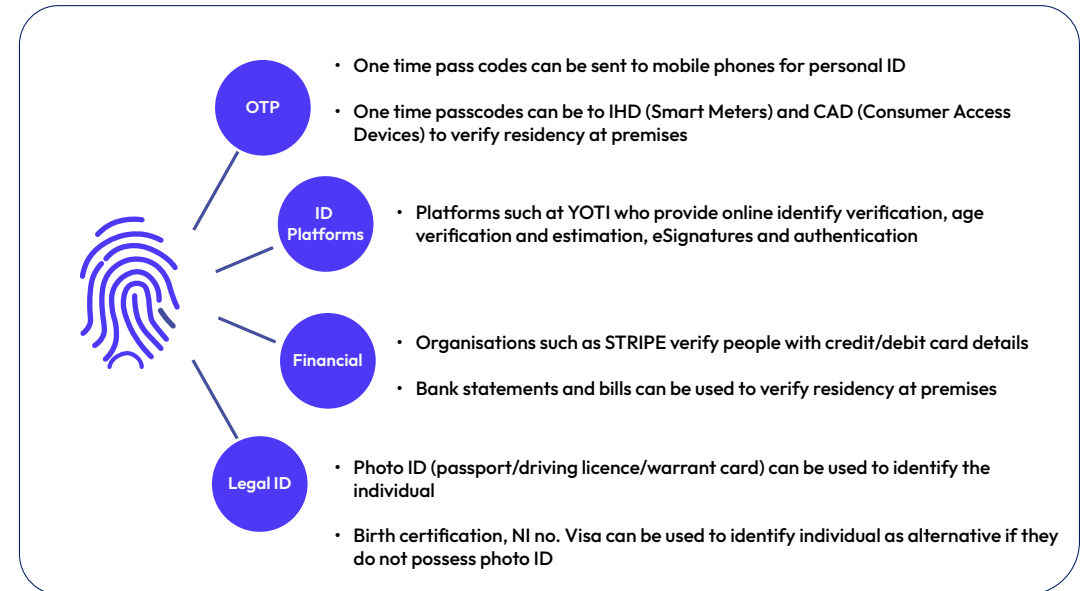 OTP
• One time pass codes can be sent to mobile phones for personal ID
• One time passcodes can be to IHD (Smart Meters) and CAD (Consumer Access
Devices) to verify residency at premises
ID
Platforms
• Platforms such at YOTI who provide online identify verification, age
verification and estimation, eSignatures and authentication
Financial
• Organisations such as STRIPE verify people with credit/debit card details
• Bank statements and bills can be used to verify residency at premises
Legal ID
• Photo ID (passport/driving licence/warrant card) can be used to identify the
individual
• Birth certification, NI no. Visa can be used to identify individual as alternative if they
do not possess photo ID